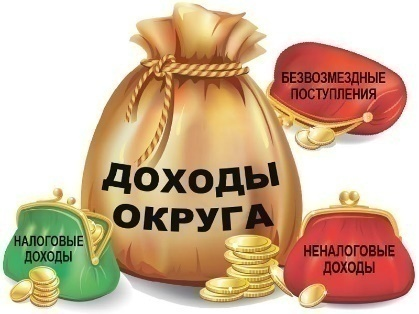 БЕЗВОЗМЕЗДНЫЕ
ПОСТУПЛЕНИЯ
ДОХОДЫ
ОКРУГА
НАЛОГОВЫЕ
ДОХОДЫ
НЕНАЛОГОВЫЕ
ДОХОДЫ